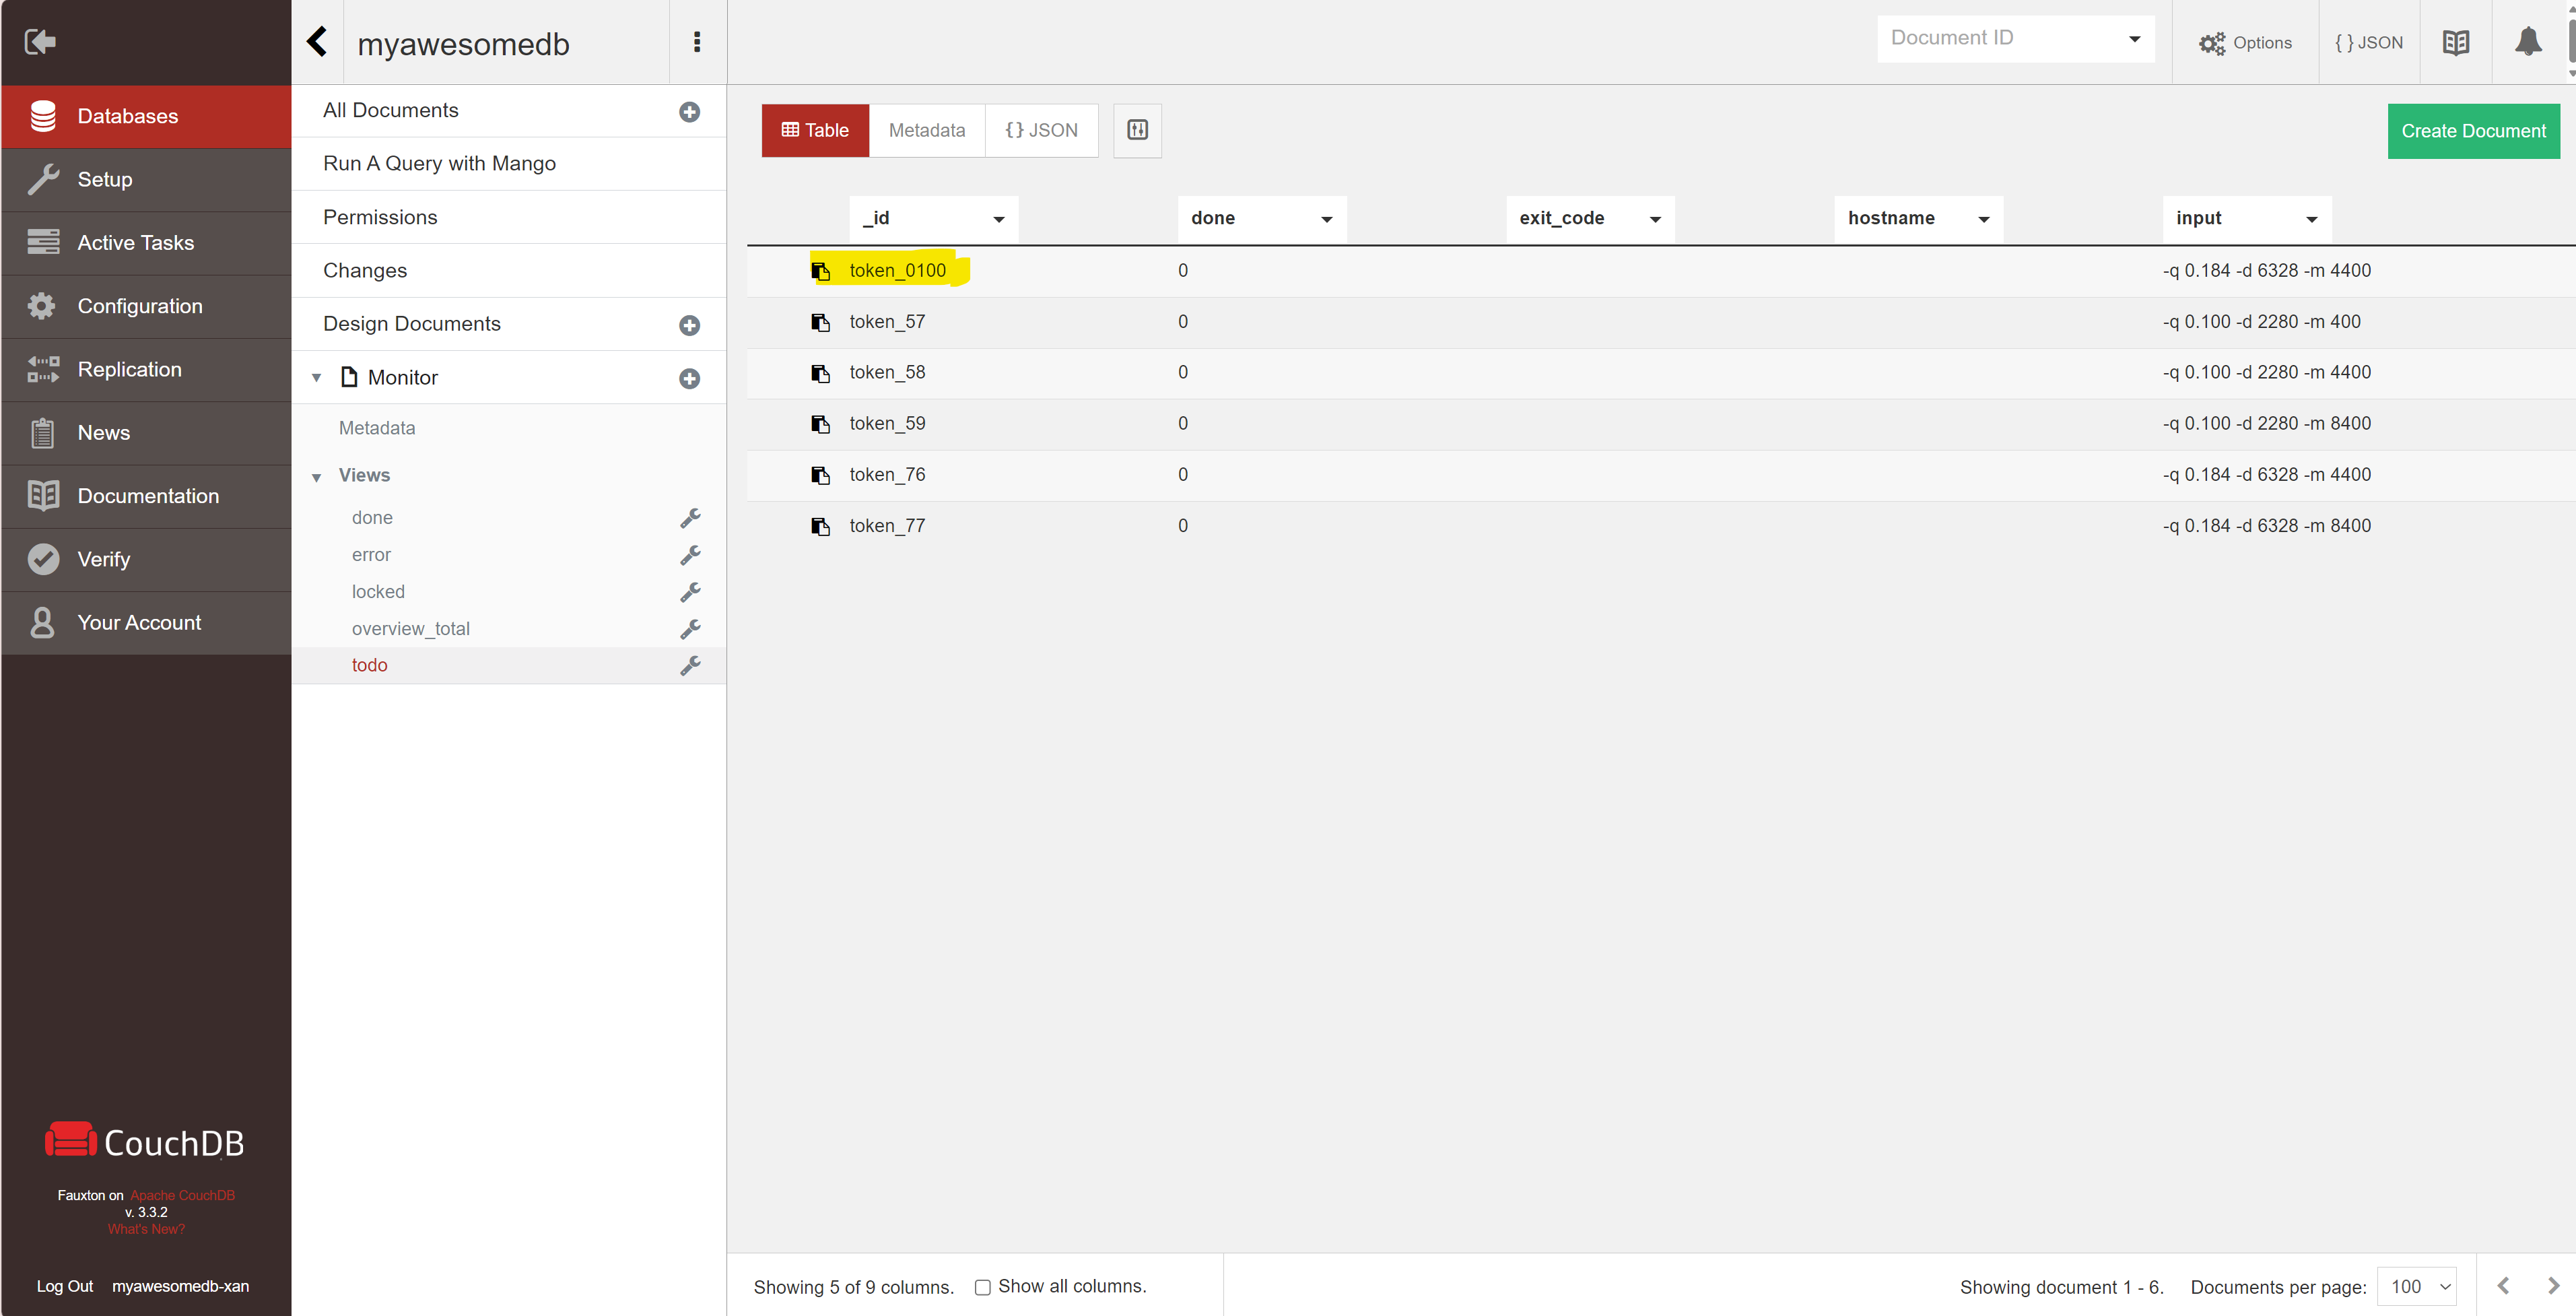 myawesomedb
Document ID
Options
{ } JSON
Databases
Setup
Active Tasks
Configuration
Replication
News
Documentation
Verify
Your Account
All Documents
Run A Query with Mango
Permissions
Changes
Design Documents
Monitor
Metadata
Views
done
error
locked
overview_total
todo
Table Metadata {} JSON
Create Document
_id done exit_code hostname input
token_0100 0 -q 0.184 -d 6328 -m 4400
token_57 0 -q 0.100 -d 2280 -m 400
token_58 0 -q 0.100 -d 2280 -m 4400
token_59 0 -q 0.100 -d 2280 -m 8400
token_76 0 -q 0.184 -d 6328 -m 4400
token_77 0 -q 0.184 -d 6328 -m 8400
CouchDB
Fauxton on Apache CouchDB
v. 3.3.2
What's New?
Log Out myawesomedb-xan
Showing 5 of 9 columns. Show all columns.
Showing document 1 - 6. Documents per page: 100